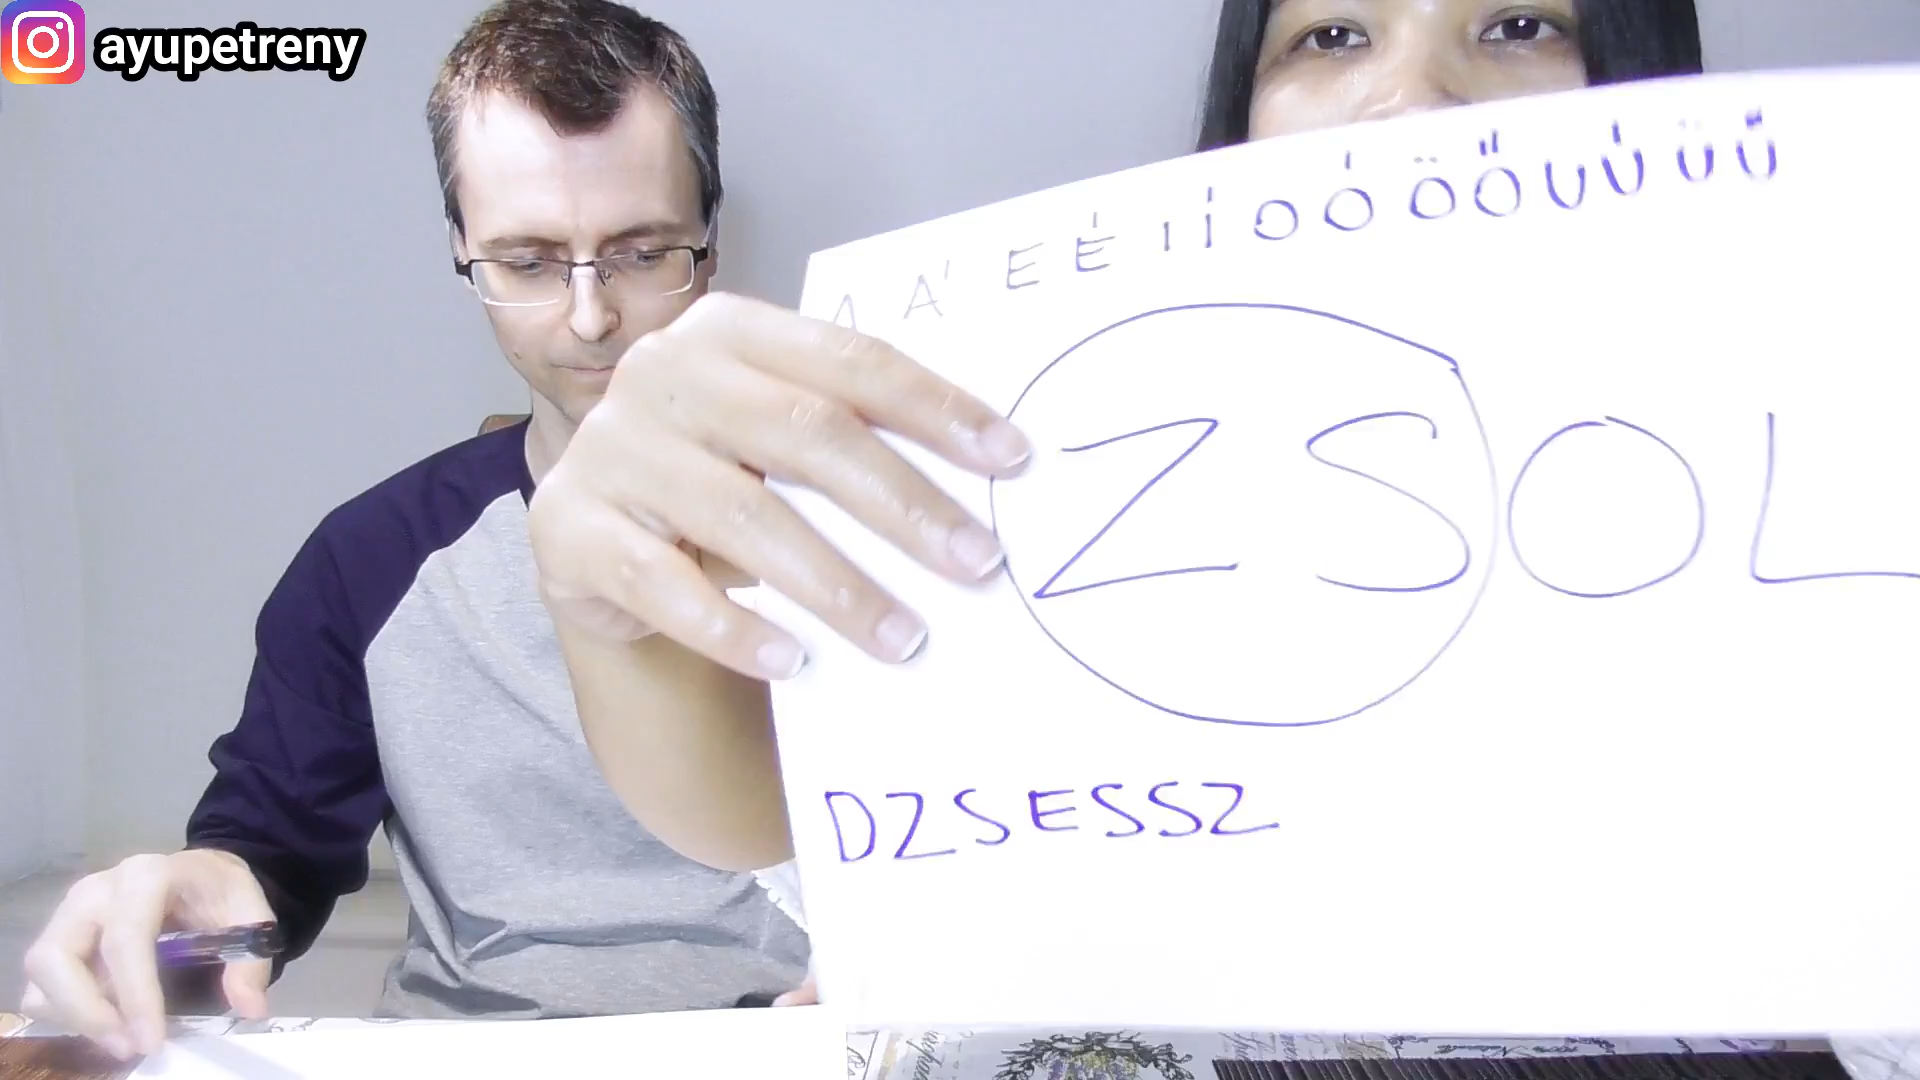 ayupetreny
A Á E É I Í O Ó Ö Ő U Ú Ü Ű
ZSOL
DZSESSZ